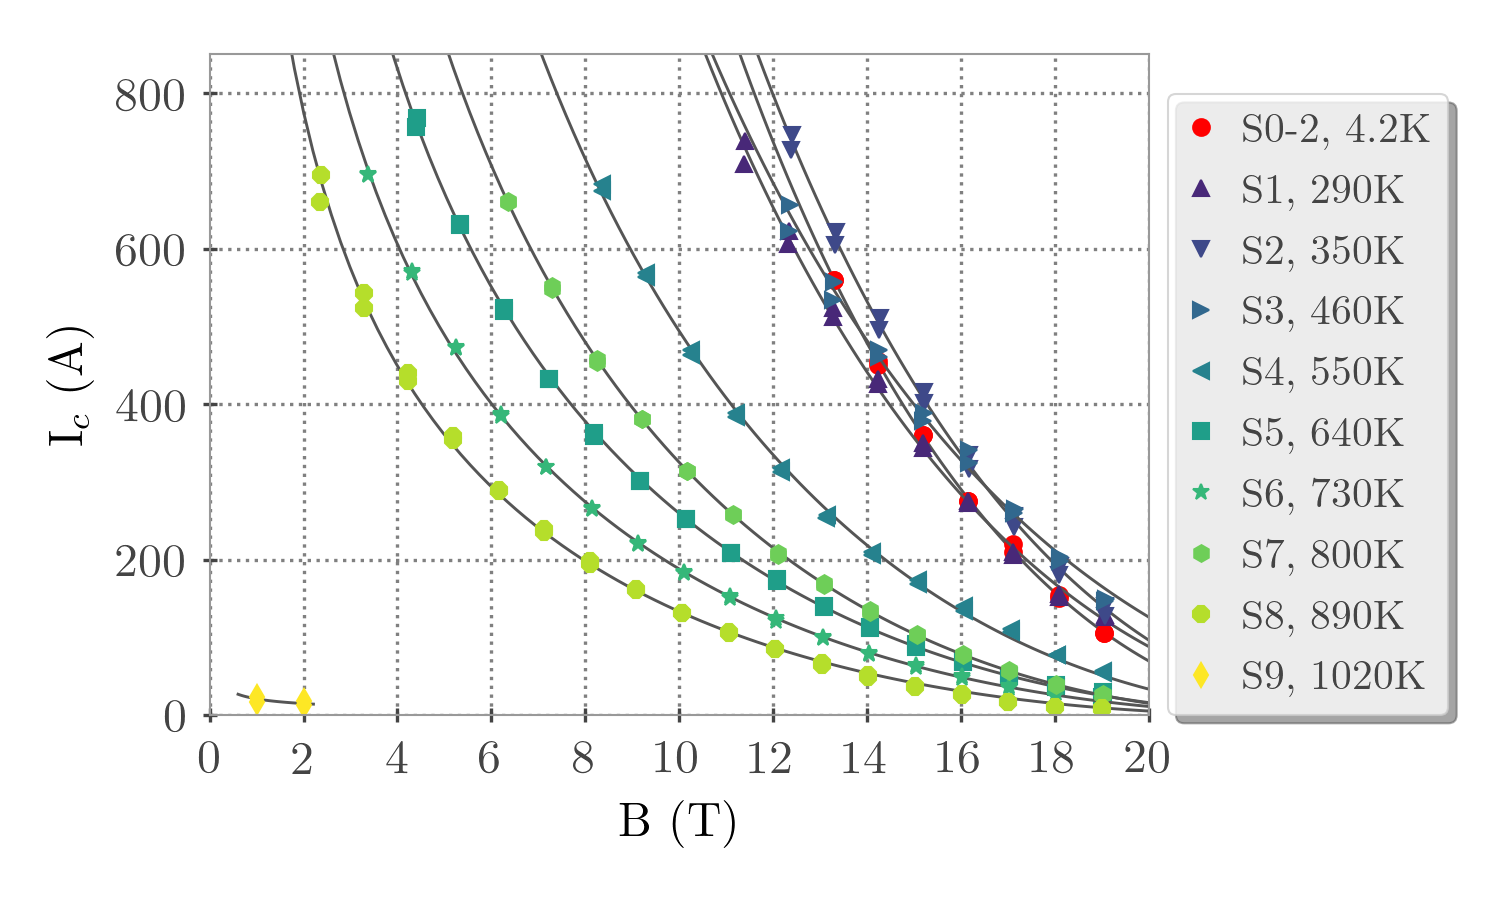 800
600
400
200
0
I_c (A)
0 2 4 6 8 10 12 14 16 18 20
B (T)
S0-2, 4.2K
S1, 290K
S2, 350K
S3, 460K
S4, 550K
S5, 640K
S6, 730K
S7, 800K
S8, 890K
S9, 1020K